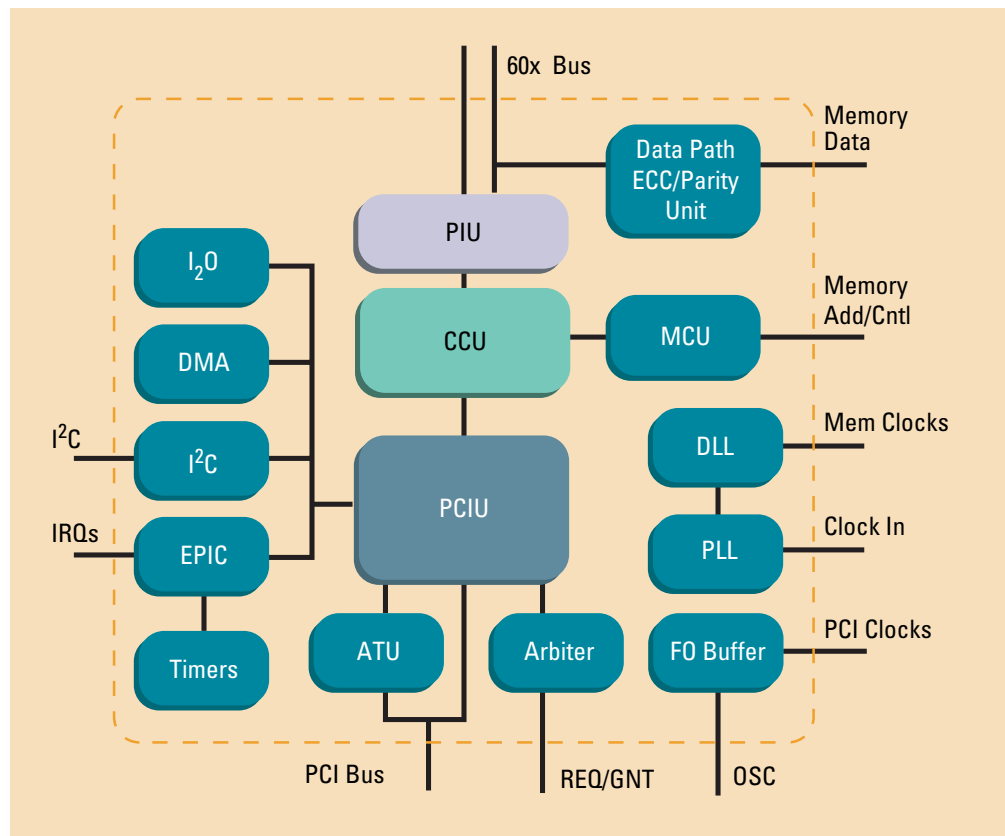 60x Bus
Memory
Data
Data Path
ECC/Parity
Unit
PIU
I₂O
Memory
Add/Cntl
CCU
MCU
DMA
I²C
I²C
Mem Clocks
DLL
PCIU
IRQs
EPIC
Clock In
PLL
PCI Clocks
Timers
ATU
Arbiter
FO Buffer
PCI Bus
REQ/GNT
OSC